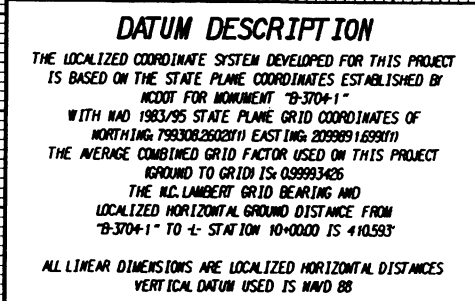 DATUM DESCRIPTION
THE LOCALIZED COORDINATE SYSTEM DEVELOPED FOR THIS PROJECT
IS BASED ON THE STATE PLANE COORDINATES ESTABLISHED BY
NCDOT FOR MONUMENT "B-3704-1"
WITH NAD 1983/95 STATE PLANE GRID COORDINATES OF
NORTHING: 799308.2602(ft) EASTING: 2099891.699(ft)
THE AVERAGE COMBINED GRID FACTOR USED ON THIS PROJECT
(GROUND TO GRID) IS: 0.99993426
THE N.C. LAMBERT GRID BEARING AND
LOCALIZED HORIZONTAL GROUND DISTANCE FROM
"B-3704-1" TO -L- STATION 10+00.00 IS 410.593'
ALL LINEAR DIMENSIONS ARE LOCALIZED HORIZONTAL DISTANCES
VERTICAL DATUM USED IS NAVD 88